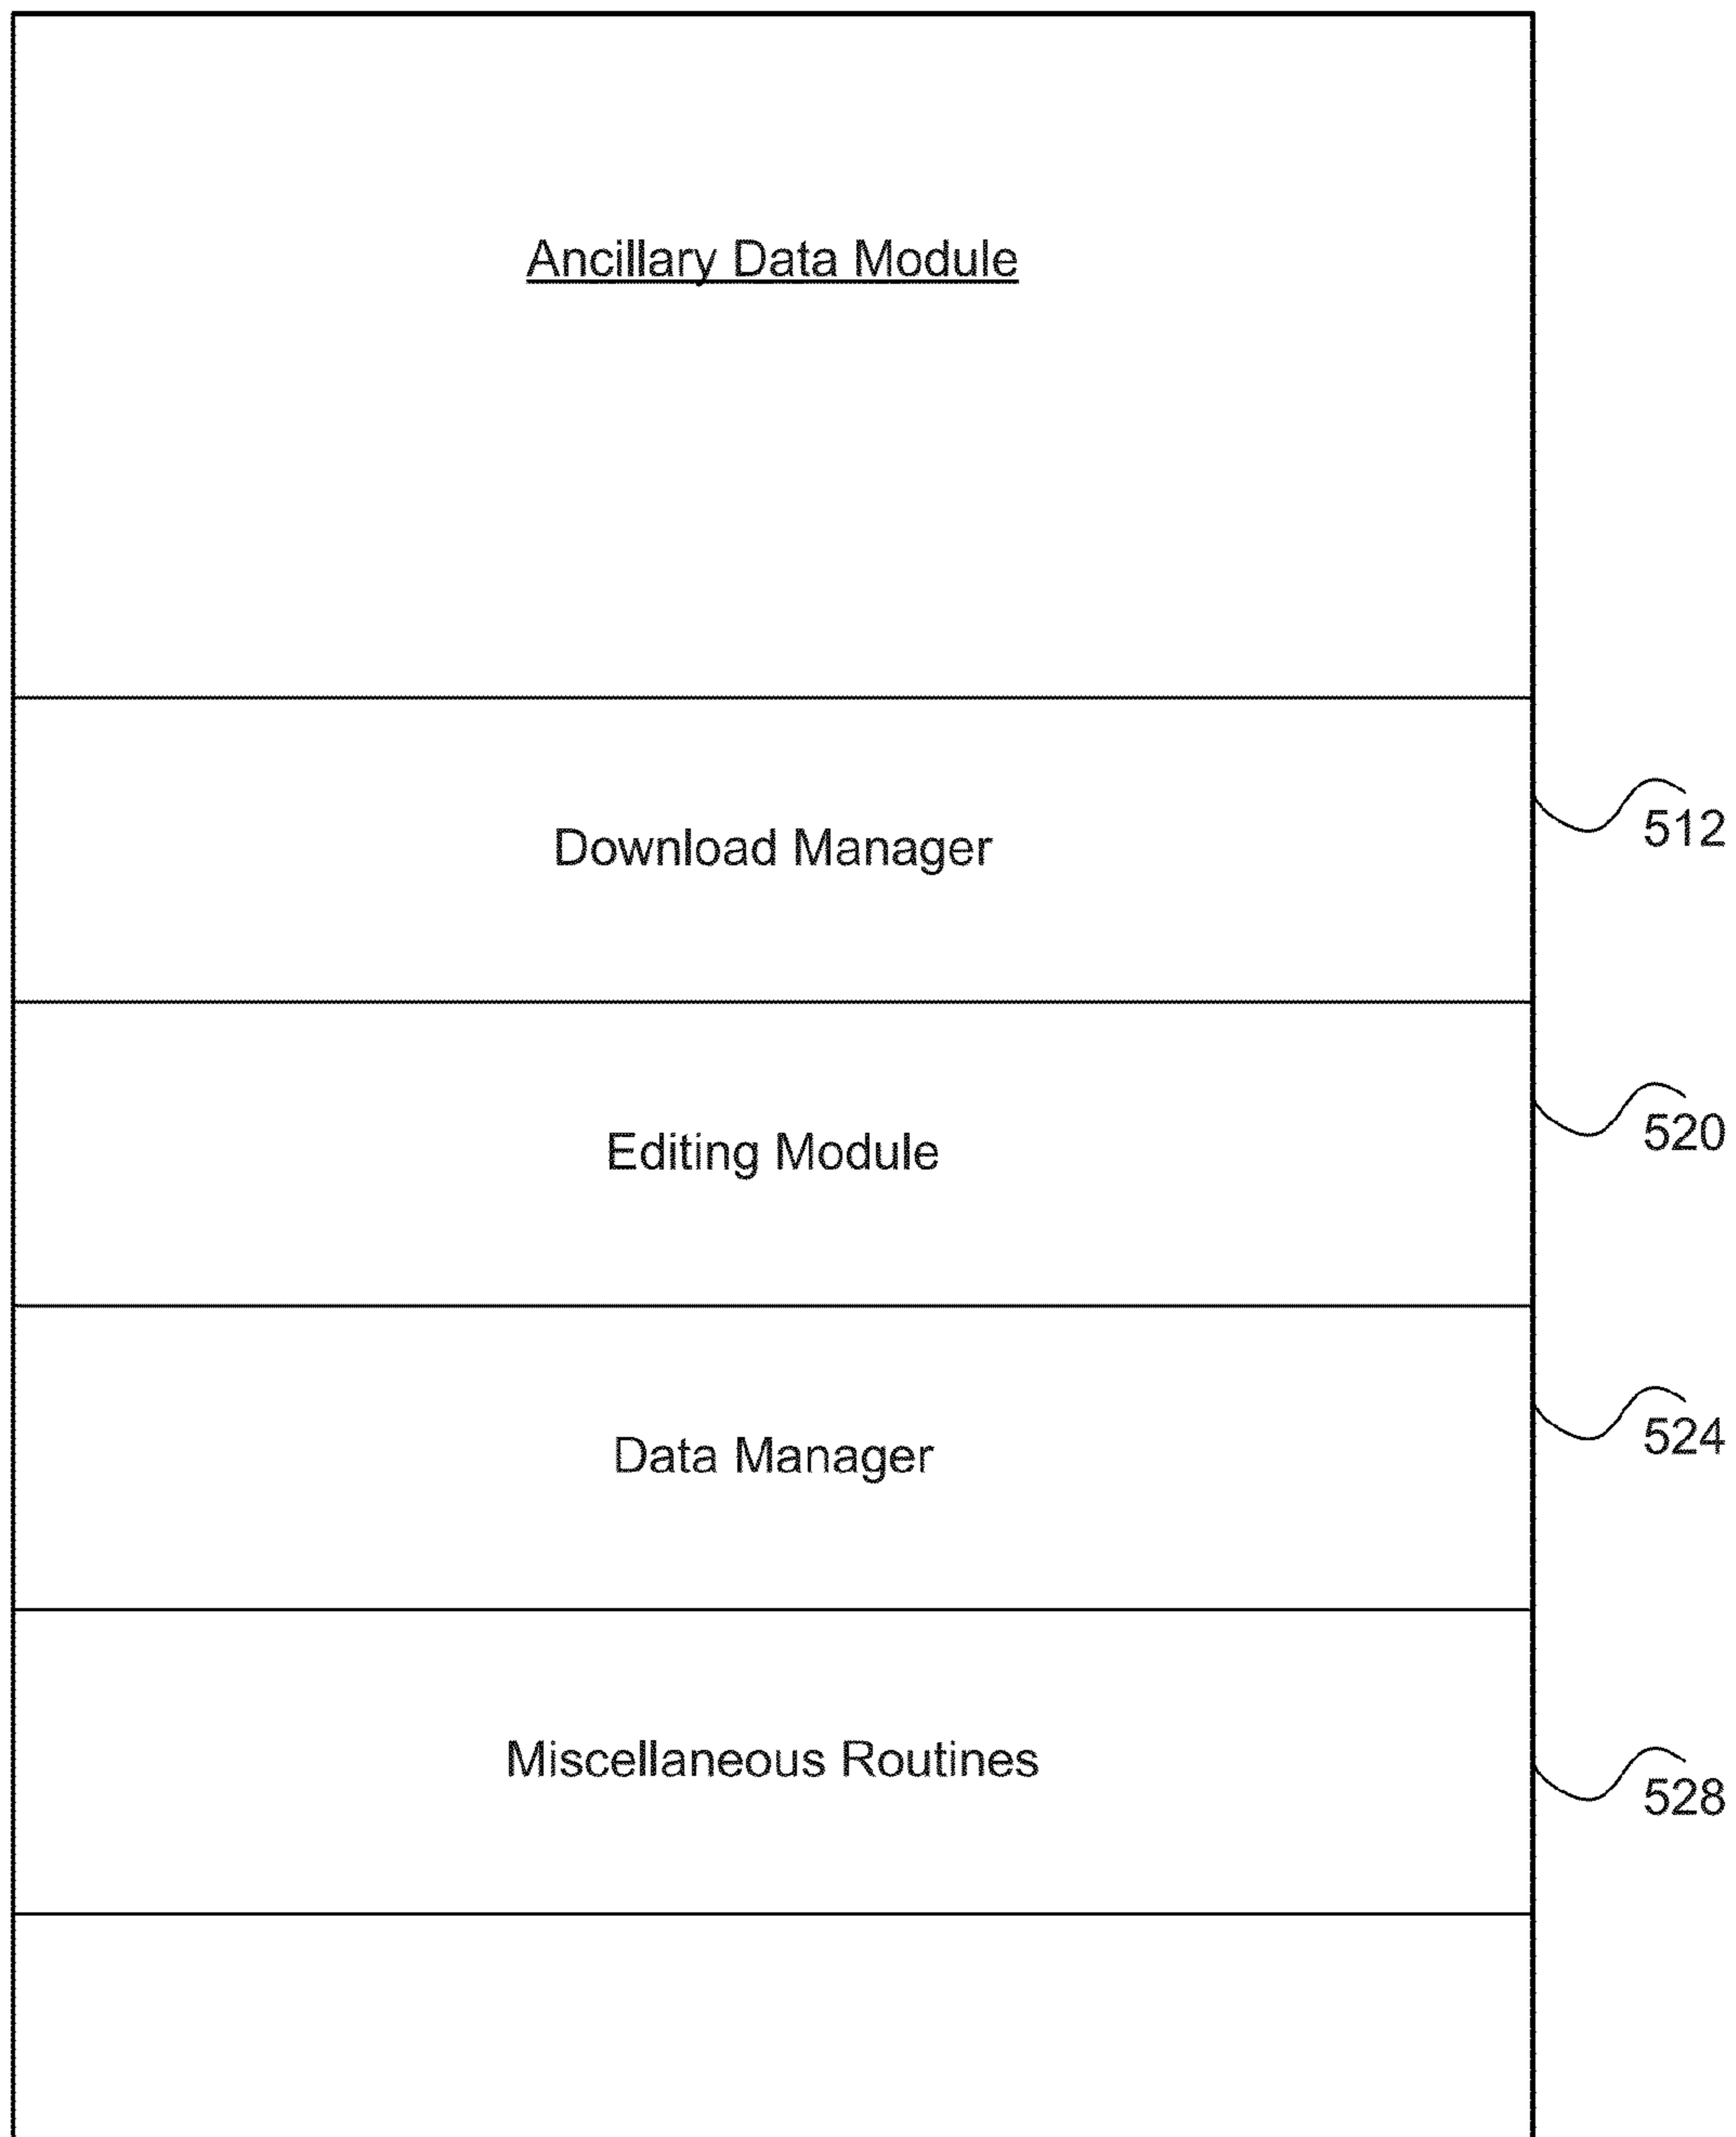 Ancillary Data Module
Download Manager
512
Editing Module
520
Data Manager
524
Miscellaneous Routines
528